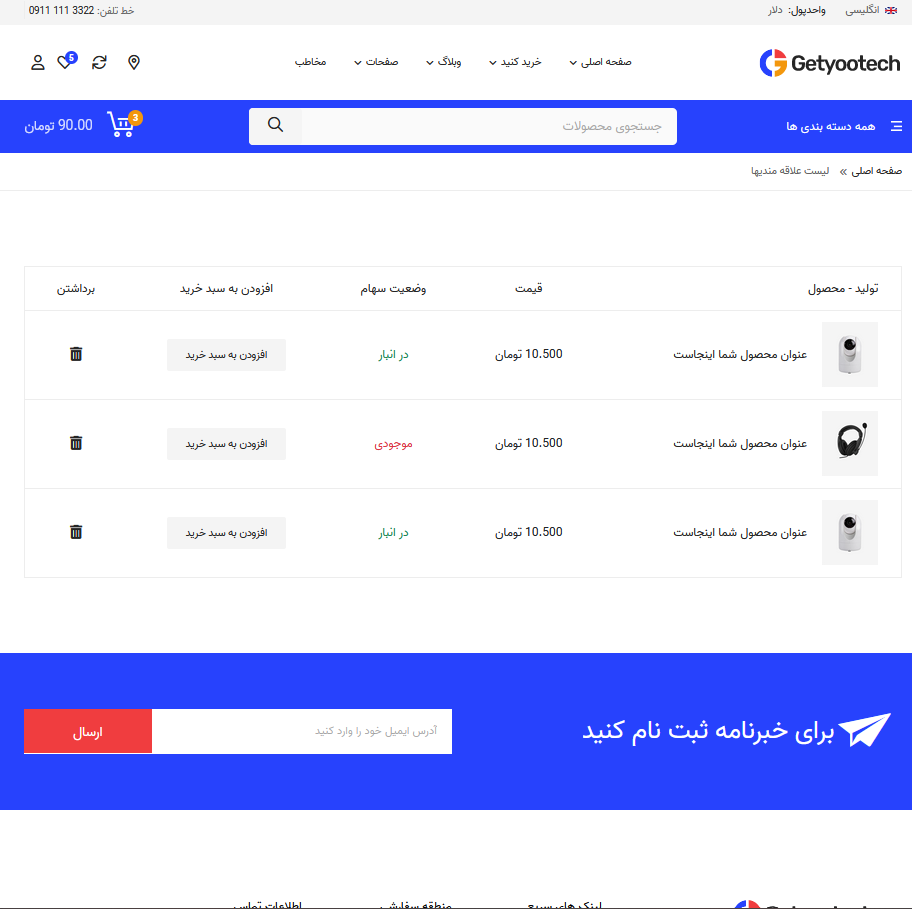 انگلیسی واحدپول: دلار خط تلفن: 3322 111 0911
Getyootech صفحه اصلی خرید کنید وبلاگ صفحات مخاطب 5
همه دسته بندی ها جستجوی محصولات 3 90.00 تومان
صفحه اصلی » لیست علاقه مندیها
تولید - محصول قیمت وضعیت سهام افزودن به سبد خرید برداشتن
عنوان محصول شما اینجاست 10.500 تومان در انبار افزودن به سبد خرید
عنوان محصول شما اینجاست 10.500 تومان موجودی افزودن به سبد خرید
عنوان محصول شما اینجاست 10.500 تومان در انبار افزودن به سبد خرید
برای خبرنامه ثبت نام کنید آدرس ایمیل خود را وارد کنید ارسال
لینک های سریع منطقه سفارشی اطلاعات تماس